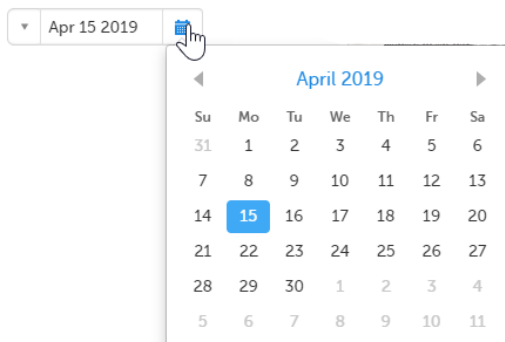 Apr 15 2019
April 2019
Su Mo Tu We Th Fr Sa
31 1 2 3 4 5 6
7 8 9 10 11 12 13
14 15 16 17 18 19 20
21 22 23 24 25 26 27
28 29 30 1 2 3 4
5 6 7 8 9 10 11